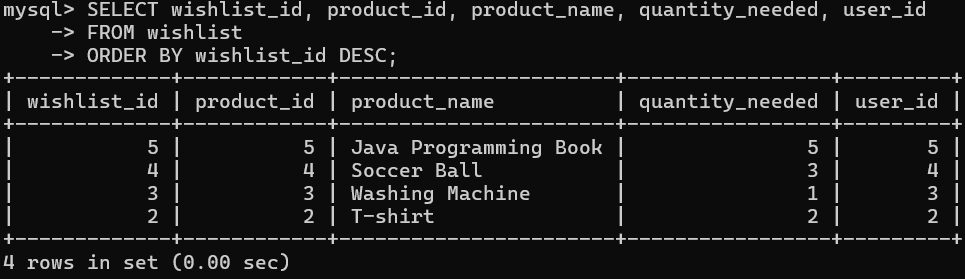 mysql> SELECT wishlist_id, product_id, product_name, quantity_needed, user_id
    -> FROM wishlist
    -> ORDER BY wishlist_id DESC;
+-------------+------------+-----------------------+-----------------+---------+
| wishlist_id | product_id | product_name          | quantity_needed | user_id |
+-------------+------------+-----------------------+-----------------+---------+
|           5 |          5 | Java Programming Book |               5 |       5 |
|           4 |          4 | Soccer Ball           |               3 |       4 |
|           3 |          3 | Washing Machine       |               1 |       3 |
|           2 |          2 | T-shirt               |               2 |       2 |
+-------------+------------+-----------------------+-----------------+---------+
4 rows in set (0.00 sec)